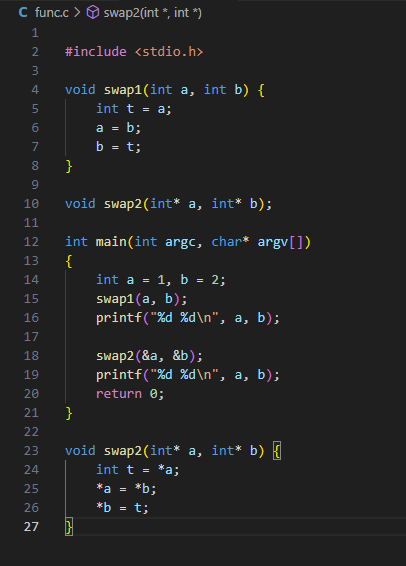 func.c > swap2(int *, int *)
1
2 #include <stdio.h>
3
4 void swap1(int a, int b) {
5     int t = a;
6     a = b;
7     b = t;
8 }
9
10 void swap2(int* a, int* b);
11
12 int main(int argc, char* argv[])
13 {
14     int a = 1, b = 2;
15     swap1(a, b);
16     printf("%d %d\n", a, b);
17
18     swap2(&a, &b);
19     printf("%d %d\n", a, b);
20     return 0;
21 }
22
23 void swap2(int* a, int* b) {
24     int t = *a;
25     *a = *b;
26     *b = t;
27 }